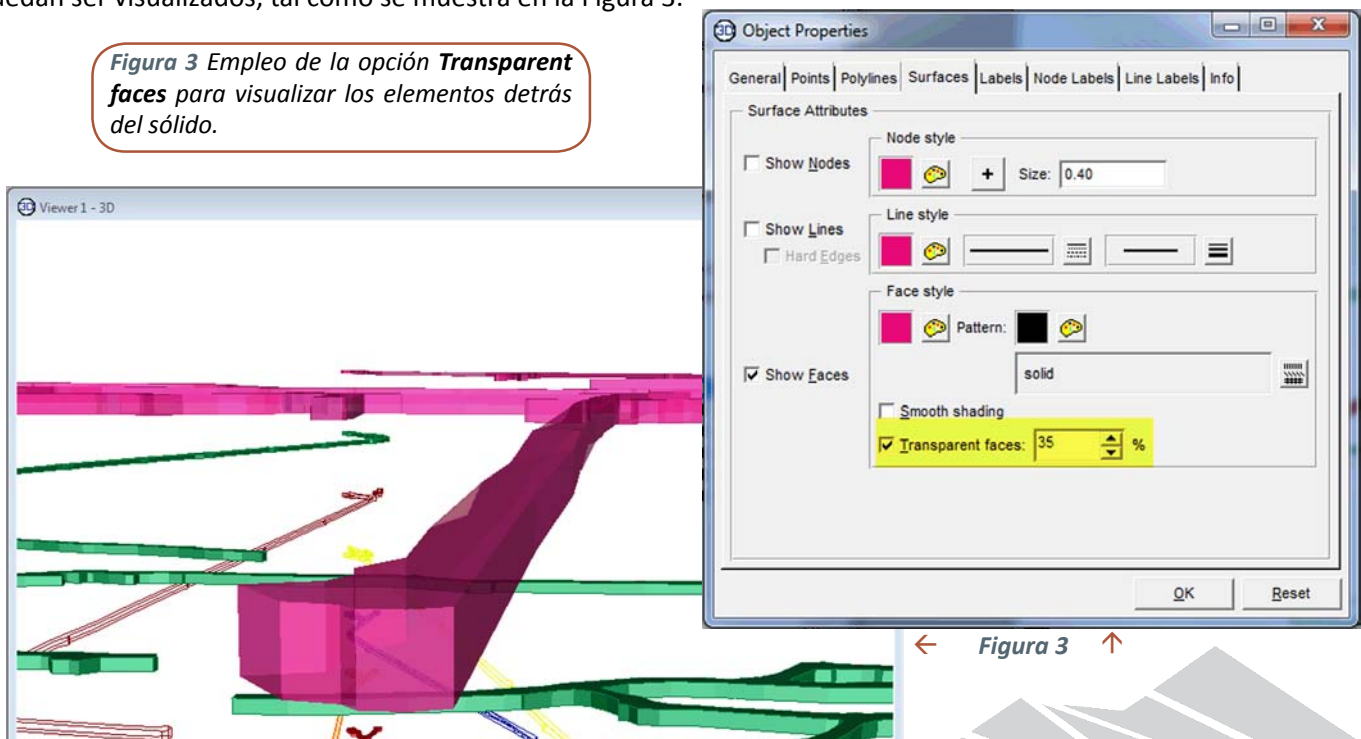 uedan ser visualizados, tal como se muestra en la Figura 3.
Figura 3 Empleo de la opción Transparent
faces para visualizar los elementos detrás
del sólido.
Object Properties
General Points Polylines Surfaces Labels Node Labels Line Labels Info
Surface Attributes
Node style
Show Nodes
+ Size: 0.40
Line style
Show Lines
Hard Edges
Face style
Pattern:
Show Faces
solid
Smooth shading
Transparent faces: 35 %
OK Reset
Viewer 1 - 3D
← Figura 3 ↑